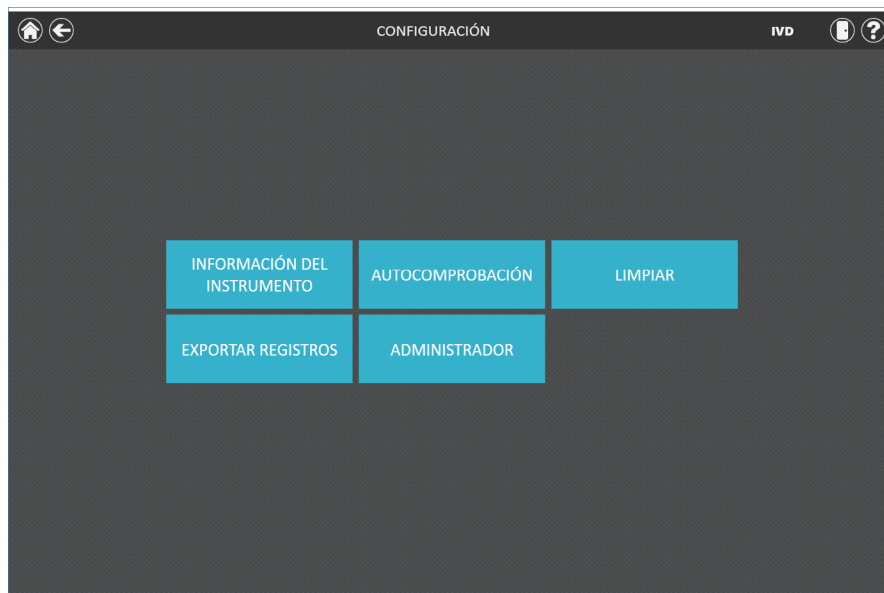 CONFIGURACIÓN
IVD
?
INFORMACIÓN DEL
INSTRUMENTO
AUTOCOMPROBACIÓN
LIMPIAR
EXPORTAR REGISTROS
ADMINISTRADOR